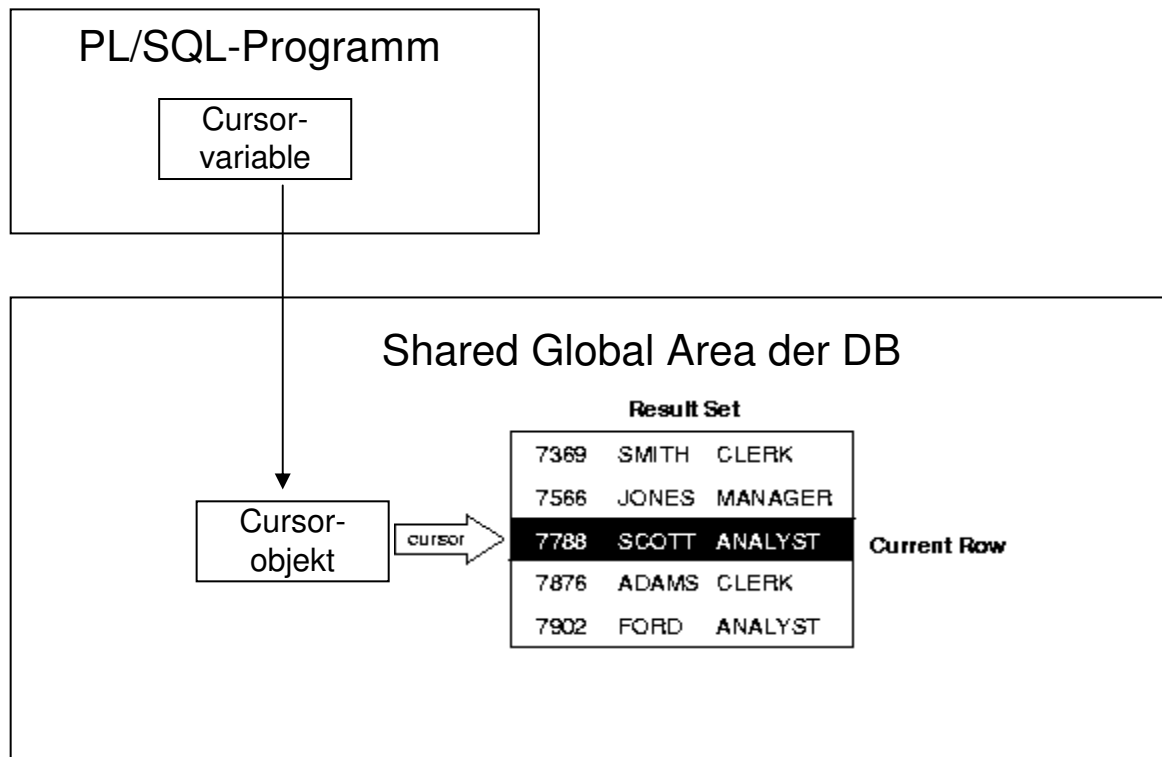 PL/SQL-Programm
Cursor-
variable
Shared Global Area der DB
Result Set
7369 SMITH CLERK
7566 JONES MANAGER
Cursor-
objekt
cursor
7788 SCOTT ANALYST
Current Row
7876 ADAMS CLERK
7902 FORD ANALYST